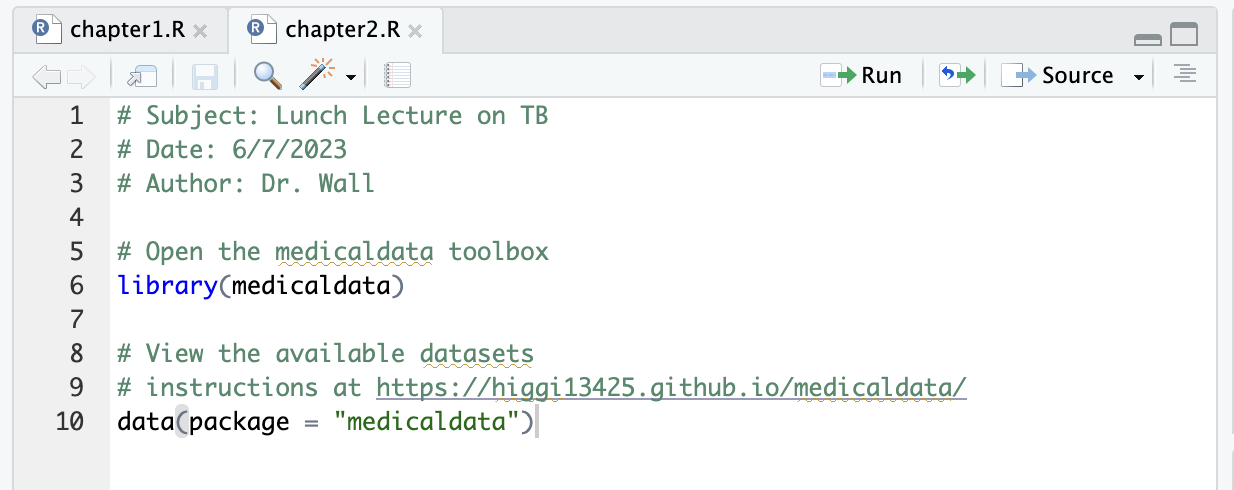 chapter1.R chapter2.R
Run Source
1 # Subject: Lunch Lecture on TB
2 # Date: 6/7/2023
3 # Author: Dr. Wall
4
5 # Open the medicaldata toolbox
6 library(medicaldata)
7
8 # View the available datasets
9 # instructions at https://higgi13425.github.io/medicaldata/
10 data(package = "medicaldata")